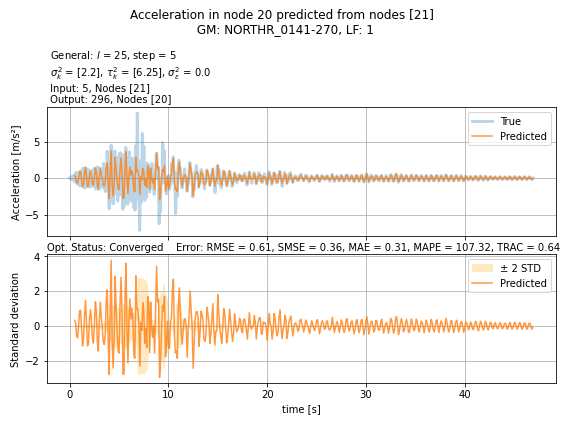 Acceleration in node 20 predicted from nodes [21]
GM: NORTHR_0141-270, LF: 1
General: l = 25, step = 5
σ²ₖ = [2.2], τ²ₖ = [6.25], σ²ε = 0.0
Input: 5, Nodes [21]
Output: 296, Nodes [20]
Acceleration [m/s²]
5
0
−5
True
Predicted
Opt. Status: Converged Error: RMSE = 0.61, SMSE = 0.36, MAE = 0.31, MAPE = 107.32, TRAC = 0.64
Standard deviation
4
2
0
−2
± 2 STD
Predicted
0 10 20 30 40
time [s]